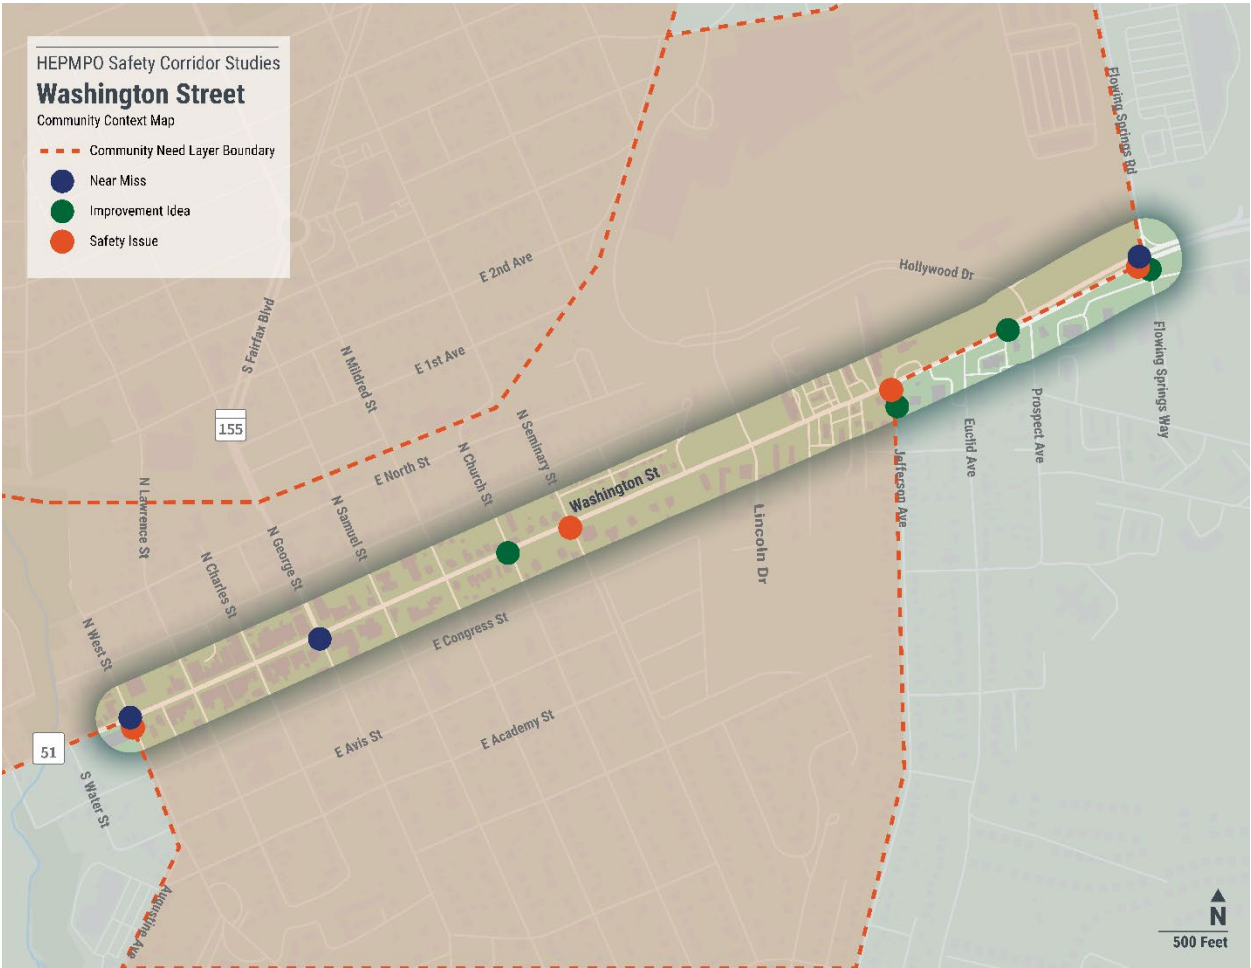 HEPMPO Safety Corridor Studies
Washington Street
Community Context Map
Community Need Layer Boundary
Near Miss
Improvement Idea
Safety Issue
Flowing Springs Rd
E 2nd Ave
Hollywood Dr
S Fairfax Blvd
N Mildred St
E 1st Ave
Flowing Springs Way
155
N Seminary St
Prospect Ave
Euclid Ave
E North St
N Church St
Jefferson Ave
Washington St
N Lawrence St
N Samuel St
Lincoln Dr
N George St
N Charles St
E Congress St
N West St
E Avis St
E Academy St
51
S Water St
Augustine Ave
N
500 Feet